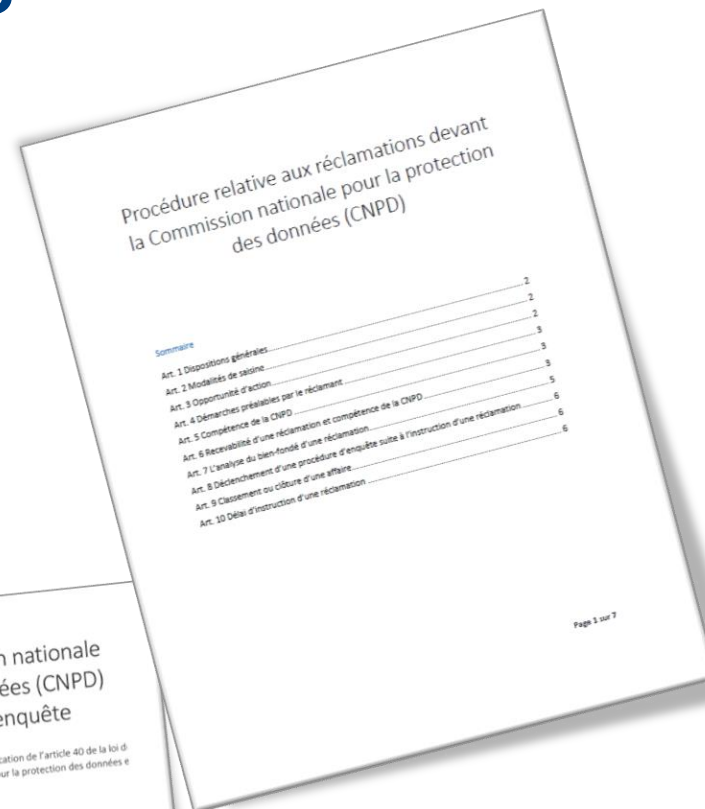 Procédure relative aux réclamations devant
la Commission nationale pour la protection
des données (CNPD)
Sommaire
Art. 1 Dispositions générales 2
Art. 2 Modalités de saisine 2
Art. 3 Opportunité d'action 2
Art. 4 Démarches préalables par le réclamant 3
Art. 5 Compétence de la CNPD 3
Art. 6 Recevabilité d'une réclamation et compétence de la CNPD 3
Art. 7 L'analyse du bien-fondé d'une réclamation 5
Art. 8 Déclenchement d'une procédure d'enquête suite à l'instruction d'une réclamation 6
Art. 9 Classement ou clôture d'une affaire 6
Art. 10 Délai d'instruction d'une réclamation 6
Page 1 sur 7
nationale
(CNPD)
enquête
de l'article 40 de la loi
la protection des données